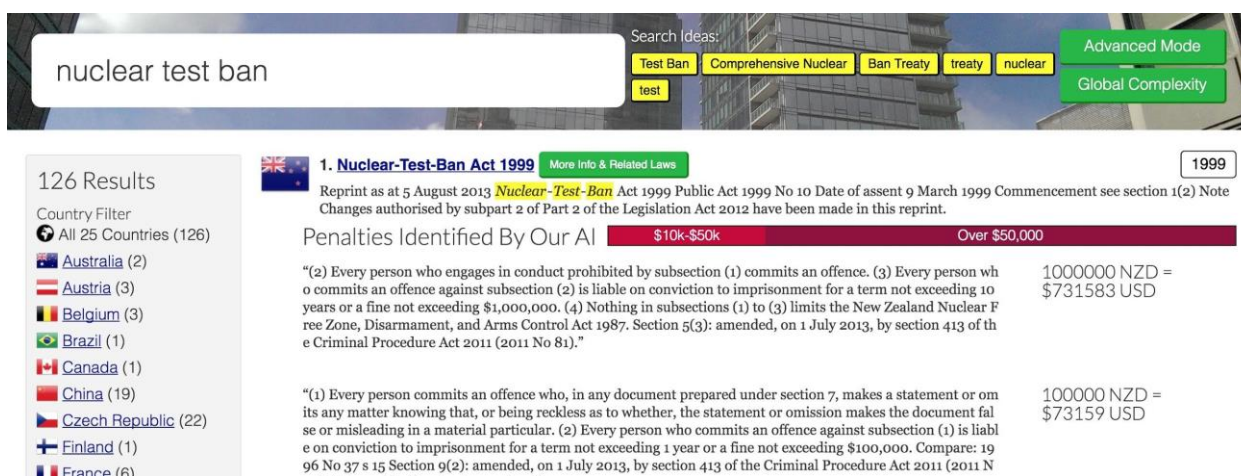 nuclear test ban
Search Ideas:
Test Ban
Comprehensive Nuclear
Ban Treaty
treaty
nuclear
test
Advanced Mode
Global Complexity
126 Results
Country Filter
All 25 Countries (126)
Australia (2)
Austria (3)
Belgium (3)
Brazil (1)
Canada (1)
China (19)
Czech Republic (22)
Finland (1)
France (6)
1. Nuclear-Test-Ban Act 1999 More Info & Related Laws 1999
Reprint as at 5 August 2013 Nuclear-Test-Ban Act 1999 Public Act 1999 No 10 Date of assent 9 March 1999 Commencement see section 1(2) Note
Changes authorised by subpart 2 of Part 2 of the Legislation Act 2012 have been made in this reprint.
Penalties Identified By Our AI $10k-$50k Over $50,000
“(2) Every person who engages in conduct prohibited by subsection (1) commits an offence. (3) Every person wh
o commits an offence against subsection (2) is liable on conviction to imprisonment for a term not exceeding 10
years or a fine not exceeding $1,000,000. (4) Nothing in subsections (1) to (3) limits the New Zealand Nuclear F
ree Zone, Disarmament, and Arms Control Act 1987. Section 5(3): amended, on 1 July 2013, by section 413 of th
e Criminal Procedure Act 2011 (2011 No 81).”
1000000 NZD =
$731583 USD
“(1) Every person commits an offence who, in any document prepared under section 7, makes a statement or om
its any matter knowing that, or being reckless as to whether, the statement or omission makes the document fal
se or misleading in a material particular. (2) Every person who commits an offence against subsection (1) is liabl
e on conviction to imprisonment for a term not exceeding 1 year or a fine not exceeding $100,000. Compare: 19
96 No 37 s 15 Section 9(2): amended, on 1 July 2013, by section 413 of the Criminal Procedure Act 2011 (2011 N
100000 NZD =
$73159 USD